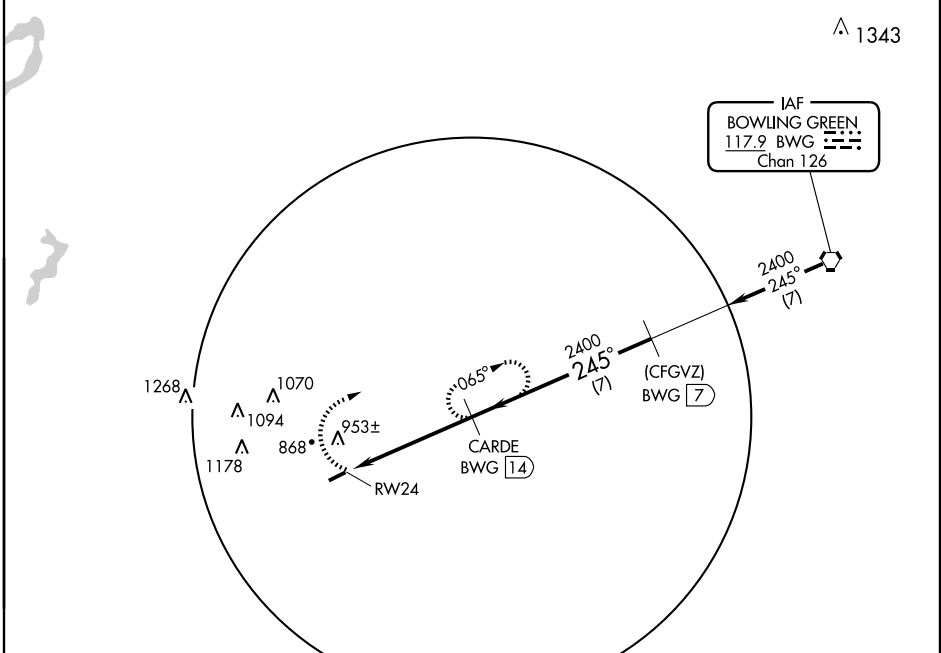 1343
IAF
BOWLING GREEN
117.9 BWG
Chan 126
2400
245°
(7)
2400
245°
(7)
(CFGVZ)
BWG 7
065°
CARDE
BWG 14
1268
1070
1094
953±
868
1178
RW24